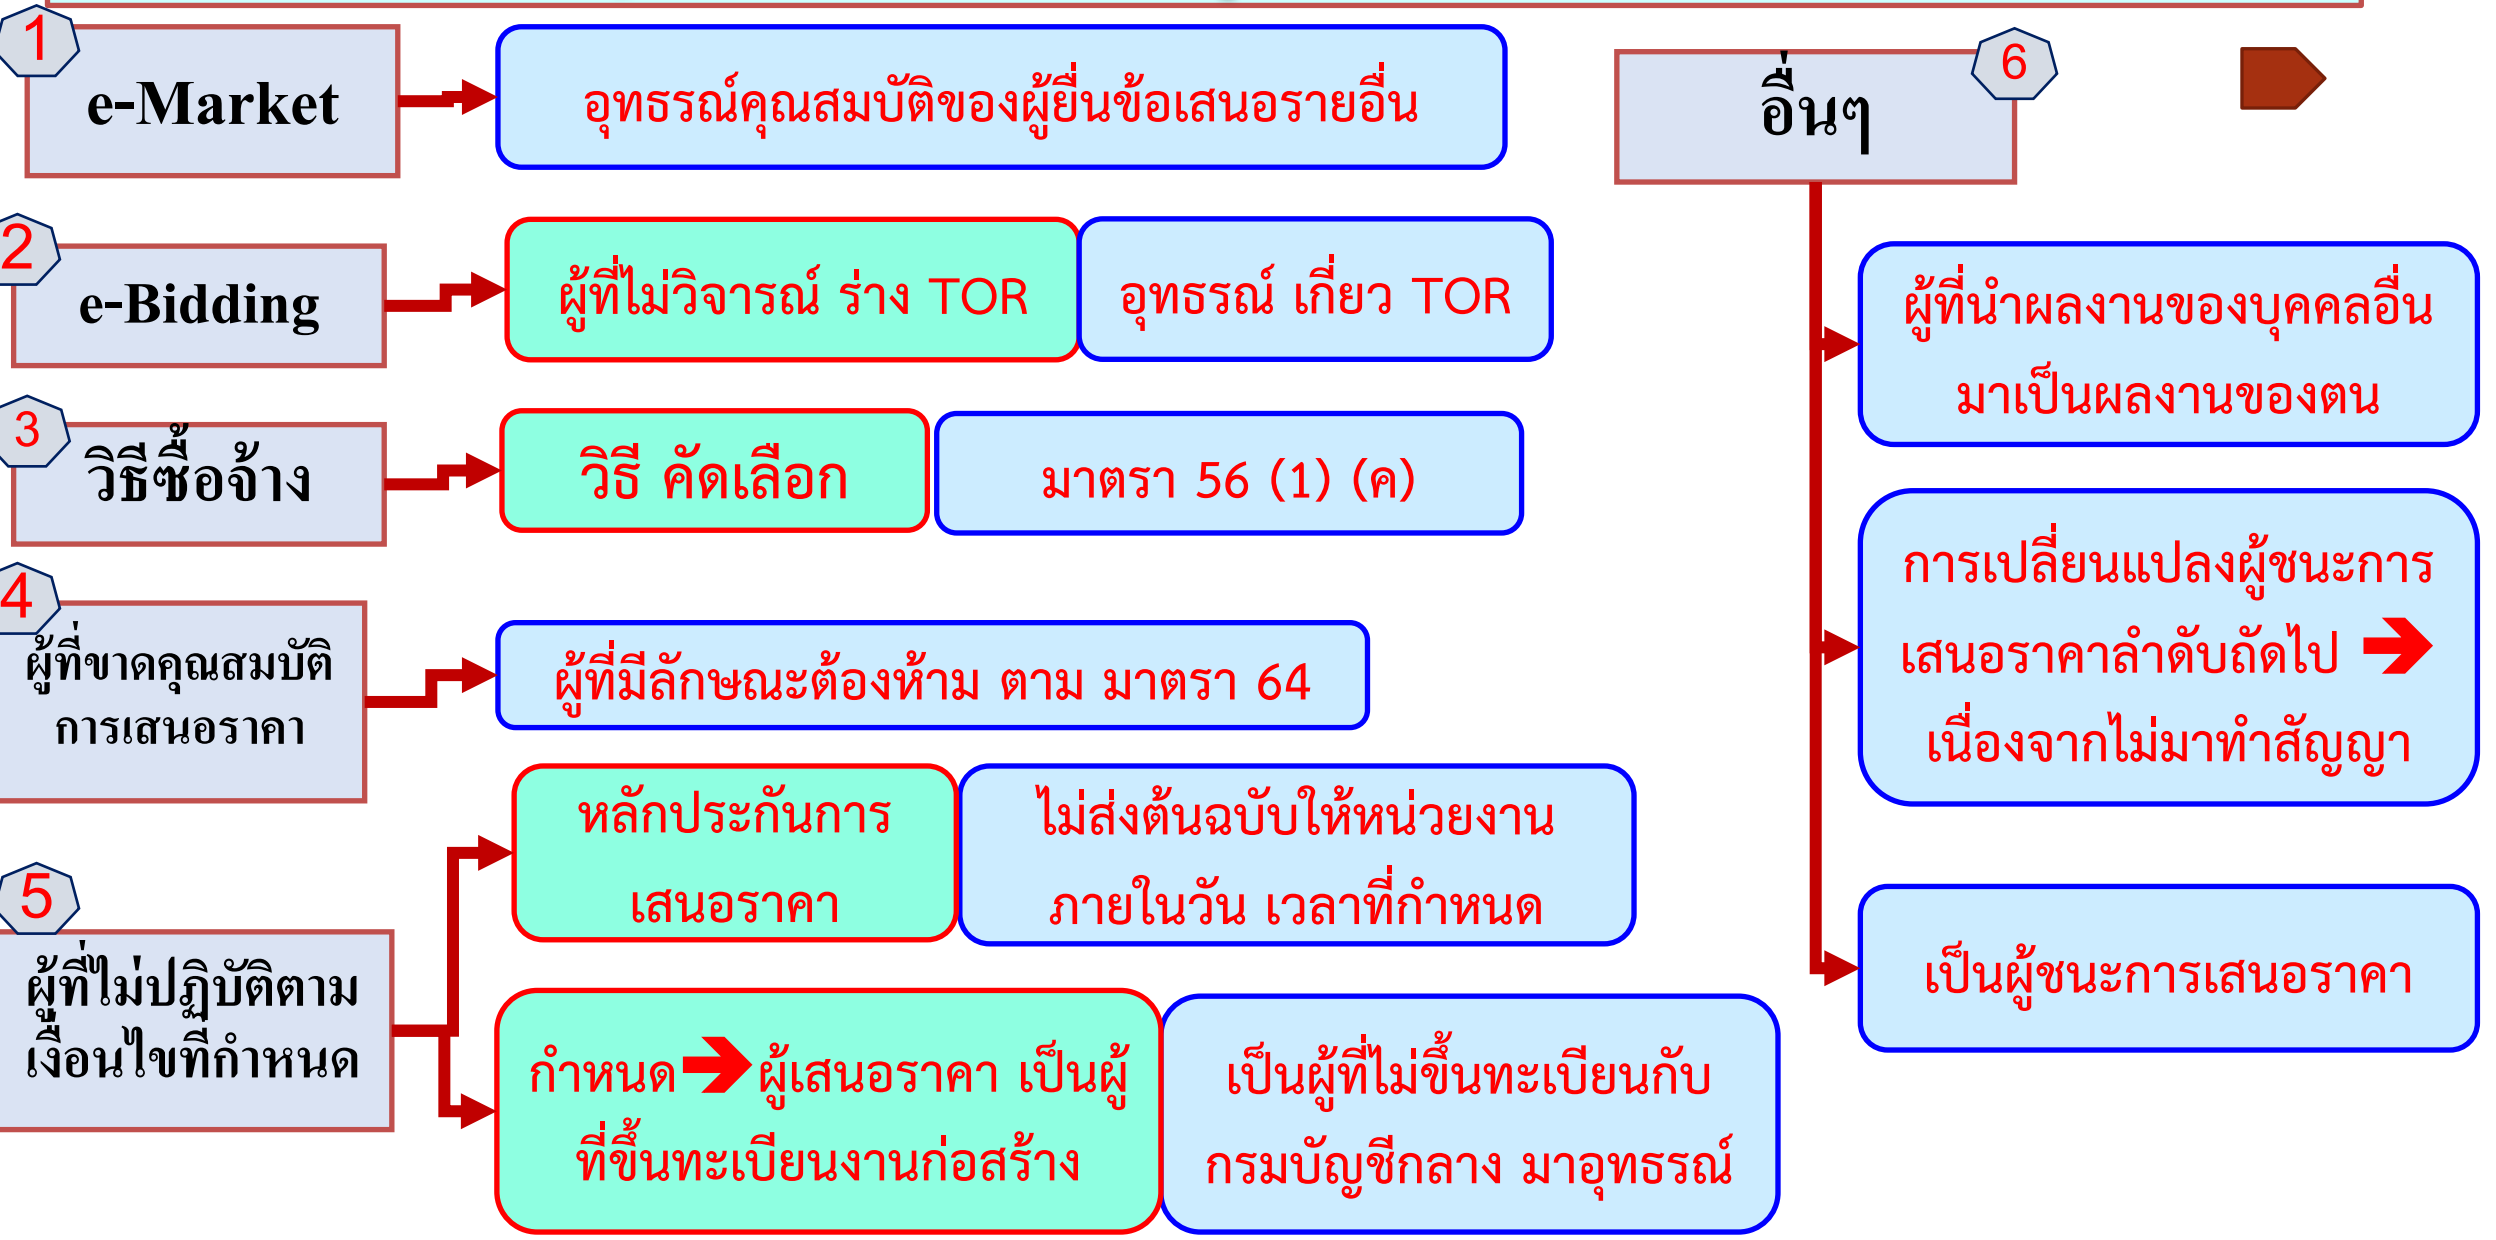 1
e-Market
อุทธรณ์คุณสมบัติของผู้ยื่นข้อเสนอรายอื่น
2
e-Bidding
ผู้ที่ไม่วิจารณ์ ร่าง TOR
อุทธรณ์ เกี่ยว TOR
3
วิธีซื้อ/จ้าง
วิธี คัดเลือก
มาตรา 56 (1) (ค)
4
ผู้ที่ขาดคุณสมบัติ
การเสนอราคา
ผู้ที่มีลักษณะต้องห้าม ตาม มาตรา 64
5
ผู้ที่ไม่ปฏิบัติตาม
เงื่อนไขที่กำหนด
หลักประกันการ
เสนอราคา
ไม่ส่งต้นฉบับให้หน่วยงาน
ภายในวัน เวลาที่กำหนด
กำหนด ผู้เสนอราคา เป็นผู้
ที่ขึ้นทะเบียนงานก่อสร้าง
เป็นผู้ที่ไม่ขึ้นทะเบียนกับ
กรมบัญชีกลาง มาอุทธรณ์
6
อื่นๆ
ผู้ที่นำผลงานของบุคคลอื่น
มาเป็นผลงานของตน
การเปลี่ยนแปลงผู้ชนะการ
เสนอราคาลำดับถัดไป
เนื่องจากไม่มาทำสัญญา
เป็นผู้ชนะการเสนอราคา